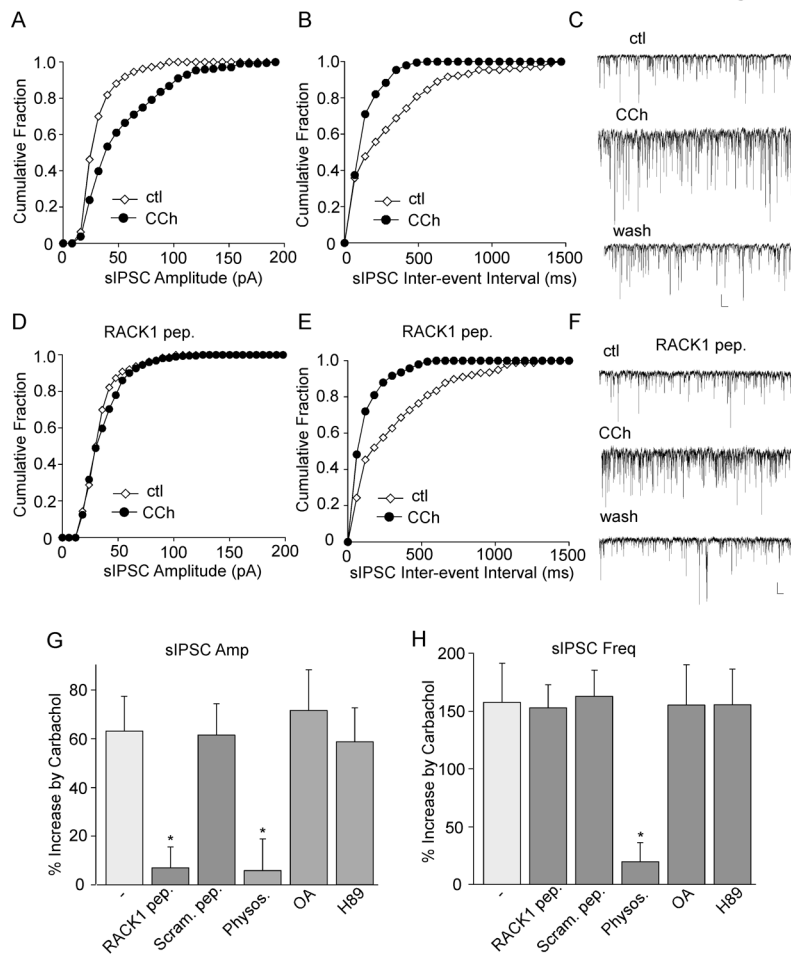 A
B
C
1.0
0.8
0.6
0.4
0.2
0
50
100
150
200
Cumulative Fraction
sIPSC Amplitude (pA)
ctl
CCh
1.0
0.8
0.6
0.4
0.2
0
500
1000
1500
Cumulative Fraction
sIPSC Inter-event Interval (ms)
ctl
CCh
ctl
CCh
wash
D
RACK1 pep.
E
RACK1 pep.
F
RACK1 pep.
1.0
0.8
0.6
0.4
0.2
0
50
100
150
200
Cumulative Fraction
sIPSC Amplitude (pA)
ctl
CCh
1.0
0.8
0.6
0.4
0.2
0
500
1000
1500
Cumulative Fraction
sIPSC Inter-event Interval (ms)
ctl
CCh
ctl
CCh
wash
G
sIPSC Amp
% Increase by Carbachol
80
60
40
20
0
*
*
-
RACK1 pep.
Scram. pep.
Physos.
OA
H89
H
sIPSC Freq
% Increase by Carbachol
200
150
100
50
0
*
-
RACK1 pep.
Scram. pep.
Physos.
OA
H89